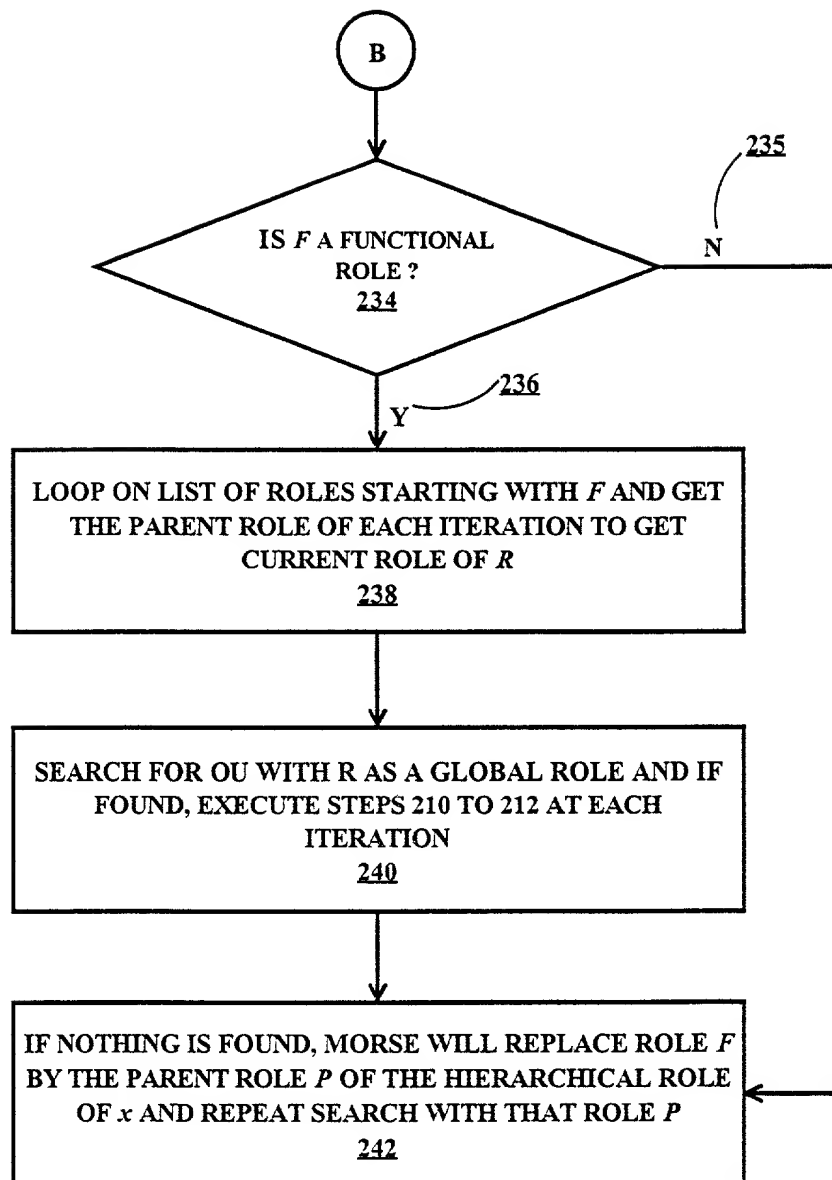 B
235
IS F A FUNCTIONAL
ROLE ?
234
N
236
Y
LOOP ON LIST OF ROLES STARTING WITH F AND GET
THE PARENT ROLE OF EACH ITERATION TO GET
CURRENT ROLE OF R
238
SEARCH FOR OU WITH R AS A GLOBAL ROLE AND IF
FOUND, EXECUTE STEPS 210 TO 212 AT EACH
ITERATION
240
IF NOTHING IS FOUND, MORSE WILL REPLACE ROLE F
BY THE PARENT ROLE P OF THE HIERARCHICAL ROLE
OF x AND REPEAT SEARCH WITH THAT ROLE P
242